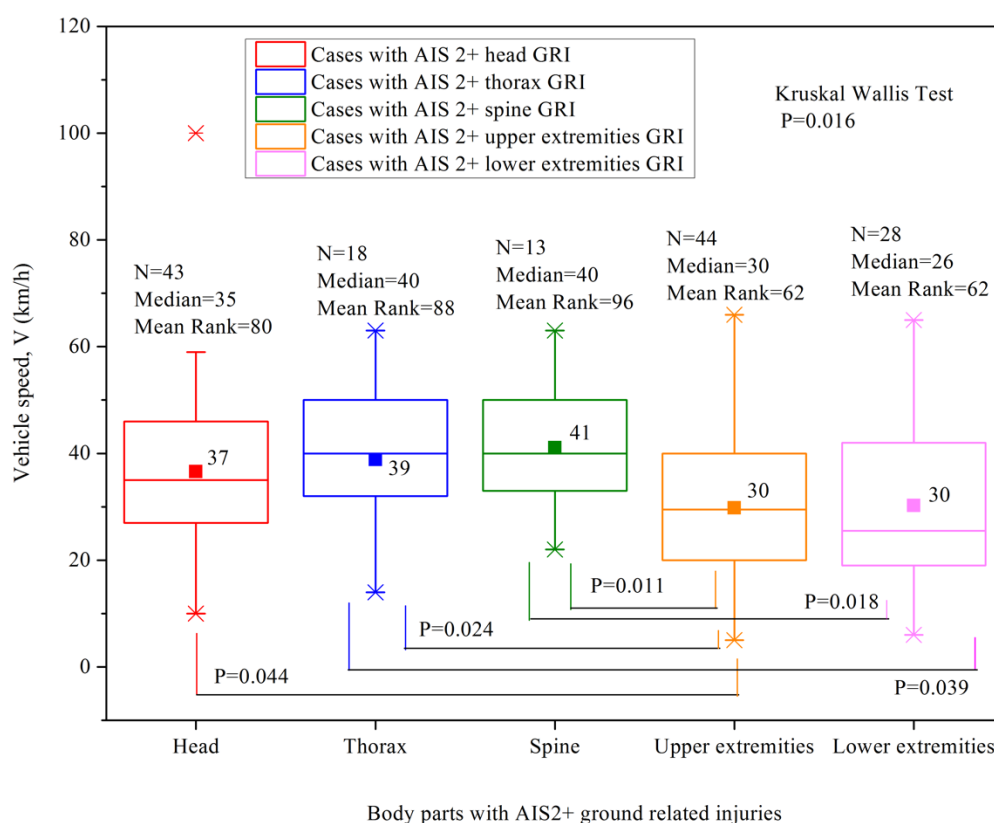 120
100
80
60
40
20
0
Vehicle speed, V (km/h)
Cases with AIS 2+ head GRI
Cases with AIS 2+ thorax GRI
Cases with AIS 2+ spine GRI
Cases with AIS 2+ upper extremities GRI
Cases with AIS 2+ lower extremities GRI
Kruskal Wallis Test
P=0.016
N=43
Median=35
Mean Rank=80
N=18
Median=40
Mean Rank=88
N=13
Median=40
Mean Rank=96
N=44
Median=30
Mean Rank=62
N=28
Median=26
Mean Rank=62
37
39
41
30
30
P=0.011
P=0.018
P=0.024
P=0.044
P=0.039
Head
Thorax
Spine
Upper extremities
Lower extremities
Body parts with AIS2+ ground related injuries